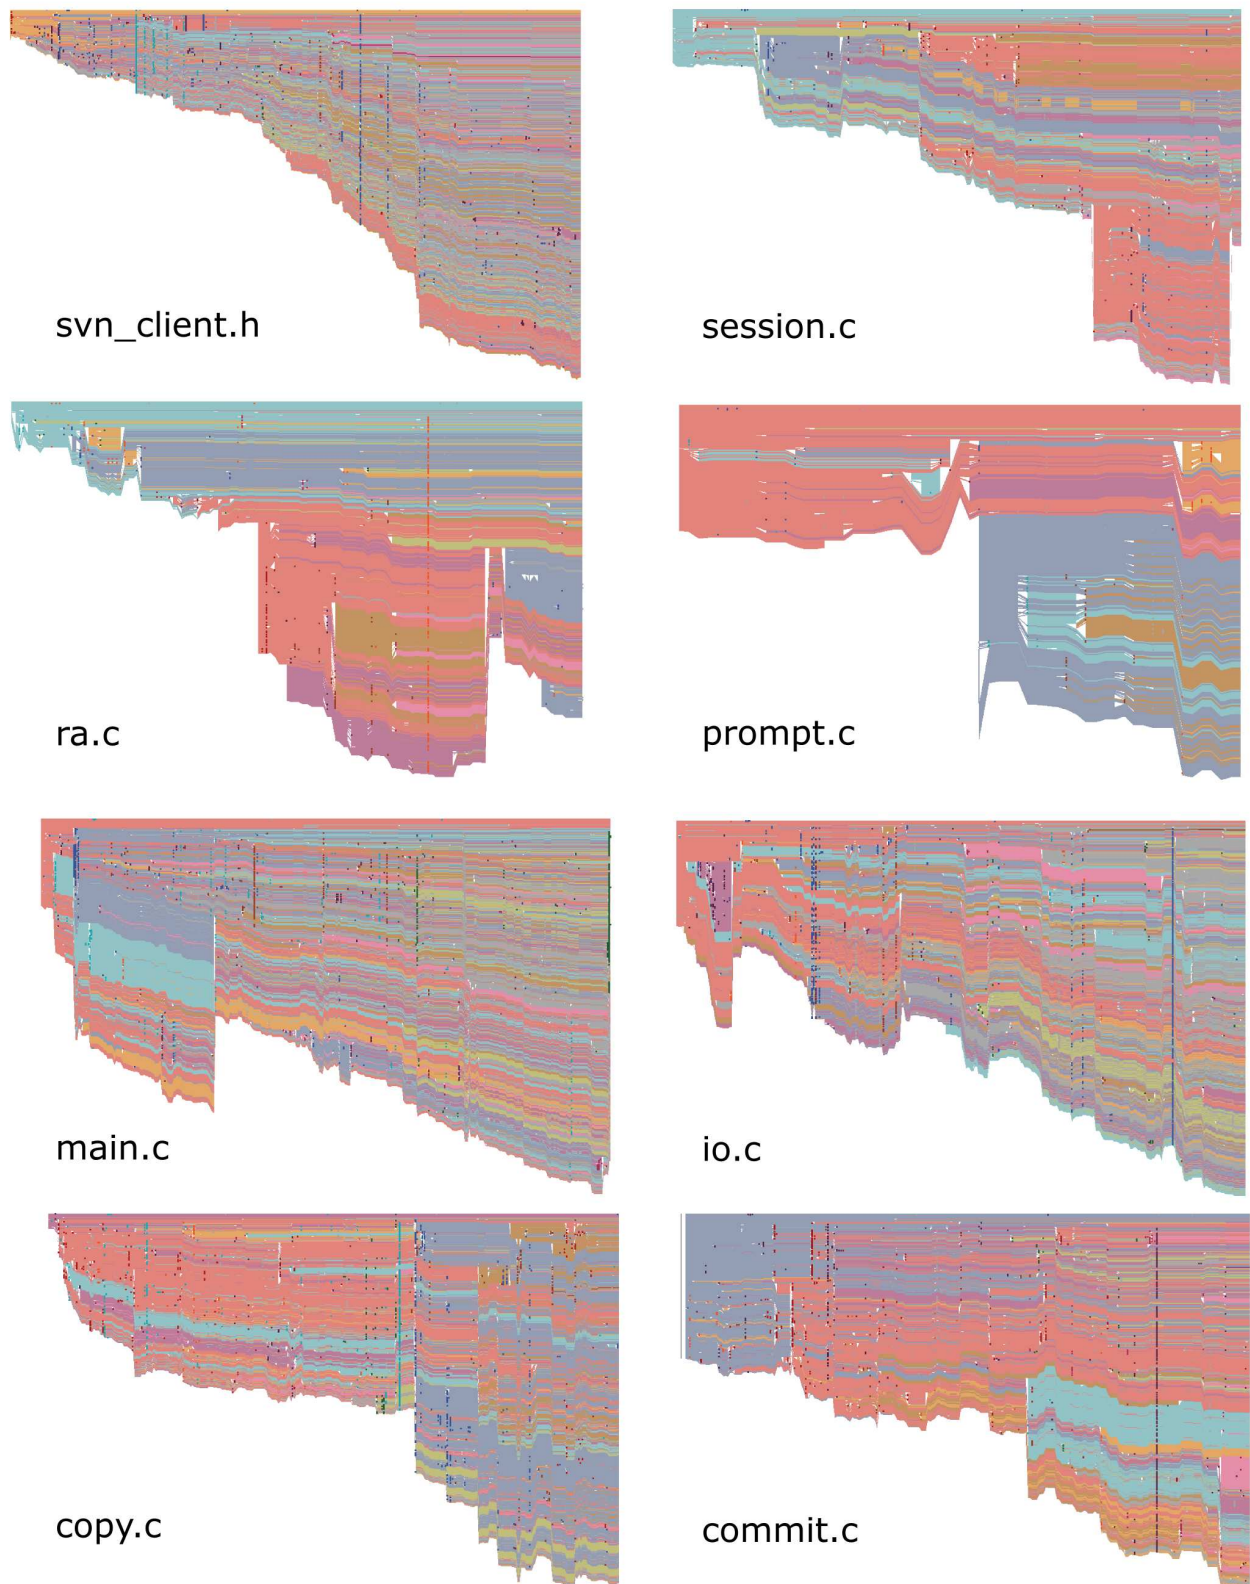 svn_client.h
session.c
ra.c
prompt.c
main.c
io.c
copy.c
commit.c